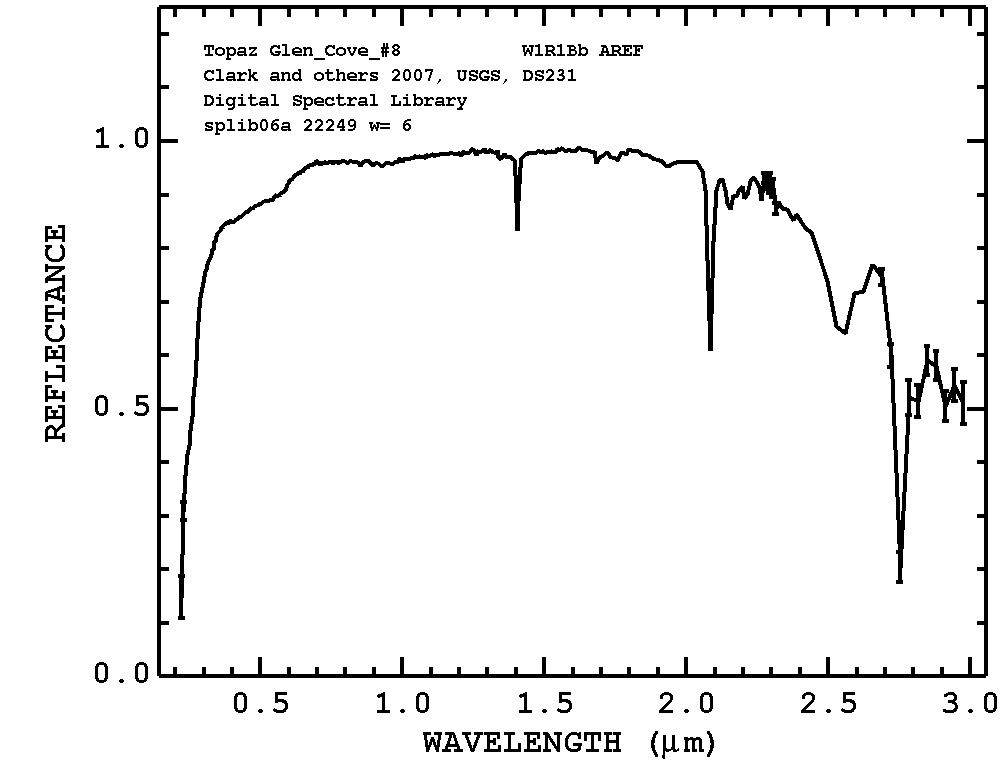 Topaz Glen_Cove_#8 W1R1Bb AREF
Clark and others 2007, USGS, DS231
Digital Spectral Library
splib06a 22249 w= 6
1.0
0.5
0.0
REFLECTANCE
0.5 1.0 1.5 2.0 2.5 3.0
WAVELENGTH (μm)